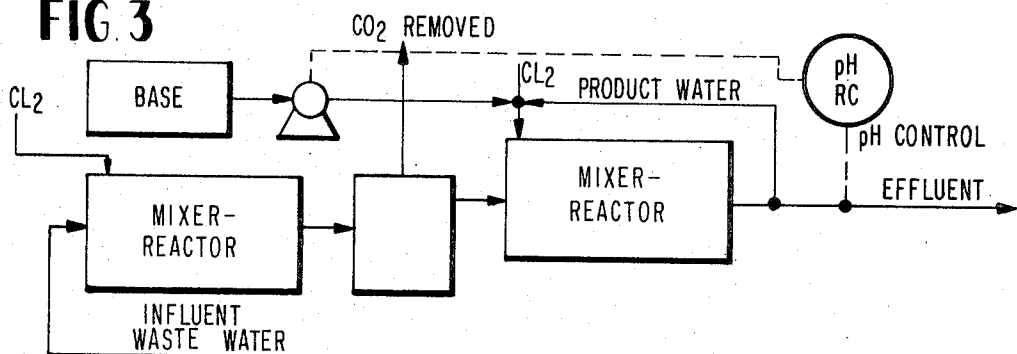 FIG. 3
CO2 REMOVED
CL2
BASE
CL2
PRODUCT WATER
pH
RC
pH CONTROL
MIXER-
REACTOR
MIXER-
REACTOR
EFFLUENT
INFLUENT
WASTE WATER